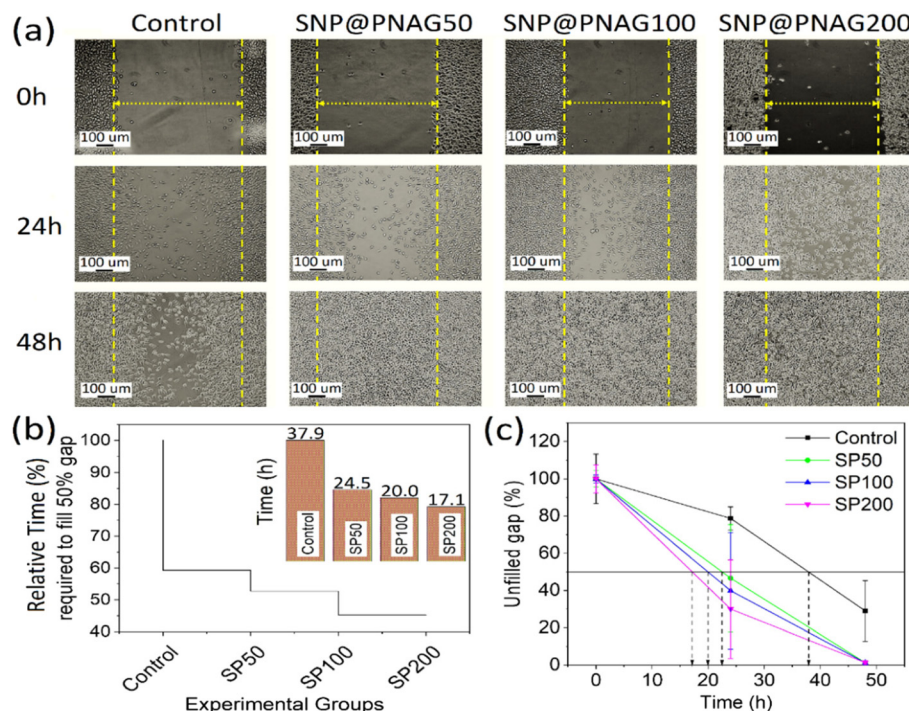 (a)
Control SNP@PNAG50 SNP@PNAG100 SNP@PNAG200
0h
100 um 100 um 100 um 100 um
24h
100 um 100 um 100 um 100 um
48h
100 um 100 um 100 um 100 um
(b)
Relative Time (%)
required to fill 50% gap
100
90
80
70
60
50
40
Time (h)
37.9
24.5
20.0
17.1
Control
SP50
SP100
SP200
Control SP50 SP100 SP200
Experimental Groups
(c)
Unfilled gap (%)
120
100
80
60
40
20
0
Control
SP50
SP100
SP200
0 10 20 30 40 50
Time (h)